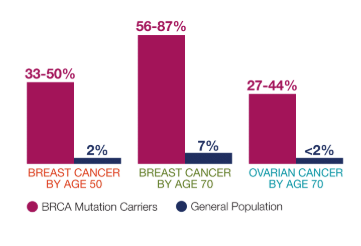 56-87%
33-50%
27-44%
2%
7%
<2%
BREAST CANCER
BY AGE 50
BREAST CANCER
BY AGE 70
OVARIAN CANCER
BY AGE 70
BRCA Mutation Carriers
General Population